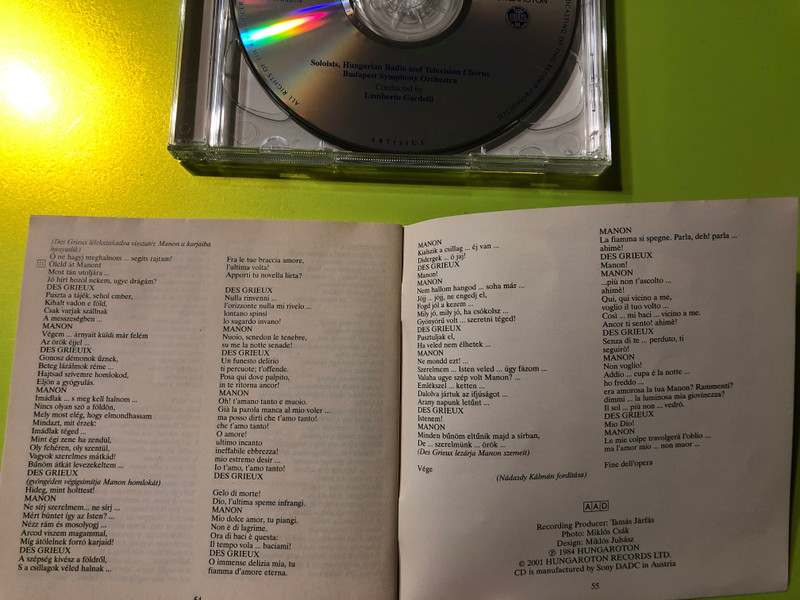 HUNGAROTON
ALL RIGHTS OF THE
Soloists, Hungarian Radio and Television Chorus
Budapest Symphony Orchestra
Conducted by
Lamberto Gardelli
(Des Grieux lélekszakadva visszatér, Manon a karjaiba
hanyatlik)
Ó ne hagyj meghalnom ... segíts rajtam!
Öleld át Manont
Most tán utoljára ...
Jó hírt hozol nekem, ugye drágám?
DES GRIEUX
Puszta a tájék, sehol ember,
Kihalt vadon e föld,
Csak varjak szállnak
A messzeségben ...
MANON
Végem ... árnyait küldi már felém
Az örök éjjel ...
DES GRIEUX
Gonosz démonok űznek,
Beteg lázálmok réme ...
Hajtsad szívemre homlokod,
Eljön a gyógyulás.
MANON
Imádlak ... s meg kell halnom ...
Nincs olyan szó a földön,
Mely most elég, hogy elmondhassam
Mindazt, mit érzek:
Imádlak téged ...
Mint égi zene ha zendül,
Oly fehéren, oly szentül,
Vagyok szerelmes mátkád!
Bűnöm átkát levezekeltem ...
DES GRIEUX
(gyöngéden végigsimítja Manon homlokát)
Hideg, mint holttest!
MANON
Ne sírj szerelmem... ne sírj ...
Mért büntet így az Isten? ...
Nézz rám és mosolyogj ...
Arcod viszem magammal,
Míg átölelnek forró karjaid!
DES GRIEUX
A szépség kivész a földről,
S a csillagok véled halnak ...
Fra le tue braccia amore,
l'ultima volta!
Apporti tu novella lieta?
DES GRIEUX
Nulla rinvenni ...
l'orizzonte nulla mi rivelo ...
lontano spinsi
lo vagardo invano!
MANON
Nuoio, senedon le tenebre,
su me la notte senade!
DES GRIEUX
Un funesto delirio
ti percuote; t'offende.
Posa qui dove palpito,
in te ritorna ancor!
MANON
Oh! t'amano tanto e muoio.
Già la parola manca al mio voler ...
ma posso dirti che t'amo tanto!
che t'amo tanto!
O amore!
ultimo incanto
ineffabile ebbrezza!
mio estremo desir ...
Io t'amo, t'amo tanto!
DES GRIEUX
Gelo di morte!
Dio, l'ultima speme infrangi.
MANON
Mio dolce amor, tu piangi.
Non è di lagrime.
Ora di baci è questa:
Il tempo vola ... baciami!
DES GRIEUX
O immense delizia mia, tu
fiamma d'amore eterna.
MANON
Kialszik a csillag ... éj van ...
Didergek ... ó jaj!
DES GRIEUX
Manon!
MANON
Nem hallom hangod ... soha már ...
Jöjj ... jöjj, ne engedj el,
Fogd jól a kezem ...
Mily jó, mily jó, ha csókolsz ...
Gyönyörű volt ... szeretni téged!
DES GRIEUX
Pusztuljak el,
Ha veled nem élhetek ...
MANON
Ne mondd ezt! ...
Szerelmem ... Isten veled ... úgy fázom ...
Valaha ugye szép volt Manon? ...
Emlékszel ... ketten ...
Dalolva jártuk az ifjúságot ...
Arany napunk letűnt ...
DES GRIEUX
Istenem!
MANON
Minden bűnöm eltűnik majd a sírban,
De ... szerelmünk ... örök ...
(Des Grieux lezárja Manon szemeit)
Vége
(Nádasdy Kálmán fordítása)
MANON
La fiamma si spegne. Parla, deh! parla ...
ahimè!
DES GRIEUX
Manon!
MANON
...più non t'ascolto ...
ahimè!
Qui, qui vicino a me,
voglio il tuo volto ...
Così ... mi baci ... vicino a me.
Ancor ti sento! ahimè!
DES GRIEUX
Senza di te ... perduto, ti
seguirò!
MANON
Non voglio!
Addio ... cupa è la notte ...
ho freddo ...
era amorosa la tua Manon? Rammenti?
dimmi ... la luminosa mia giovinezza?
Il sol ... più non ... vedrò.
DES GRIEUX
Mio Dio!
MANON
Le mie colpe travolgerà l'oblio ...
ma l'amor mio ... non muor ...
Fine dell'opera
AAD
Recording Producer: Tamás Járfás
Photo: Miklós Csák
Design: Miklós Juhász
℗ 1984 HUNGAROTON
© 2001 HUNGAROTON RECORDS LTD.
CD is manufactured by Sony DADC in Austria
55